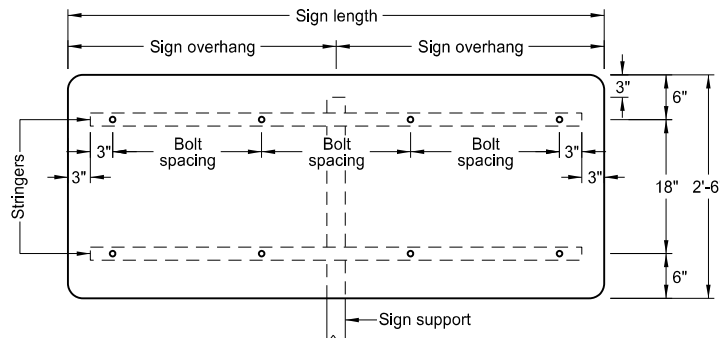 Sign length
Sign overhang
Sign overhang
3"
6"
Bolt
spacing
Bolt
spacing
Bolt
spacing
3"
3"
3"
3"
Stringers
18"
2'-6
6"
Sign support